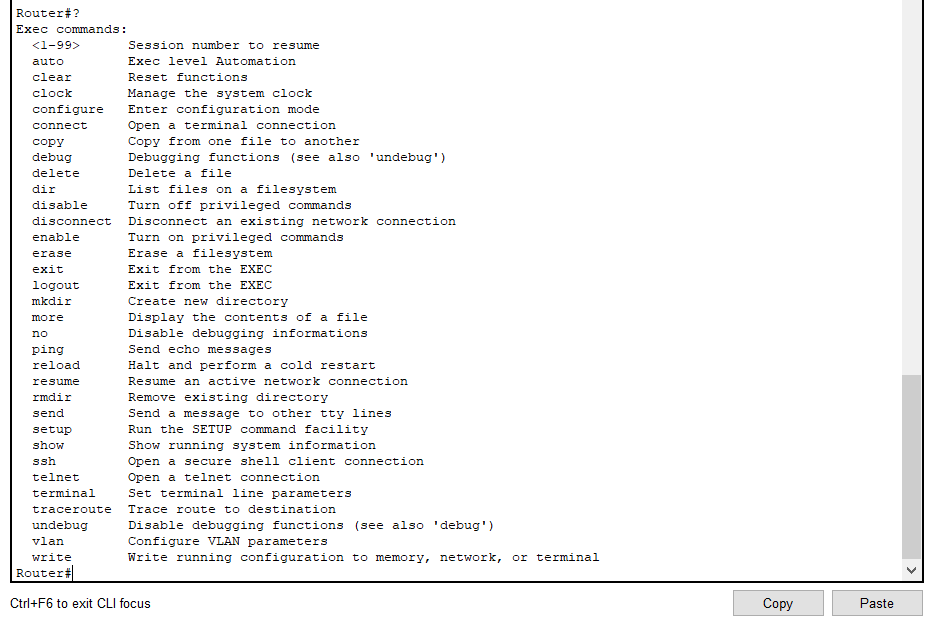 Router#?
Exec commands:
  <1-99>      Session number to resume
  auto        Exec level Automation
  clear       Reset functions
  clock       Manage the system clock
  configure   Enter configuration mode
  connect     Open a terminal connection
  copy        Copy from one file to another
  debug       Debugging functions (see also 'undebug')
  delete      Delete a file
  dir         List files on a filesystem
  disable     Turn off privileged commands
  disconnect  Disconnect an existing network connection
  enable      Turn on privileged commands
  erase       Erase a filesystem
  exit        Exit from the EXEC
  logout      Exit from the EXEC
  mkdir       Create new directory
  more        Display the contents of a file
  no          Disable debugging informations
  ping        Send echo messages
  reload      Halt and perform a cold restart
  resume      Resume an active network connection
  rmdir       Remove existing directory
  send        Send a message to other tty lines
  setup       Run the SETUP command facility
  show        Show running system information
  ssh         Open a secure shell client connection
  telnet      Open a telnet connection
  terminal    Set terminal line parameters
  traceroute  Trace route to destination
  undebug     Disable debugging functions (see also 'debug')
  vlan        Configure VLAN parameters
  write       Write running configuration to memory, network, or terminal
Router#
Ctrl+F6 to exit CLI focus
Copy
Paste